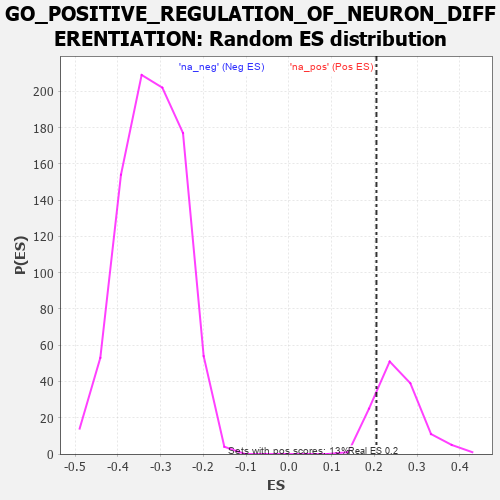 GO_POSITIVE_REGULATION_OF_NEURON_DIFF
ERENTIATION: Random ES distribution
'na_neg' (Neg ES)
'na_pos' (Pos ES)
P(ES)
200
180
160
140
120
100
80
60
40
20
0
Sets with pos scores: 13%
Real ES 0.2
-0.5 -0.4 -0.3 -0.2 -0.1 0.0 0.1 0.2 0.3 0.4
ES